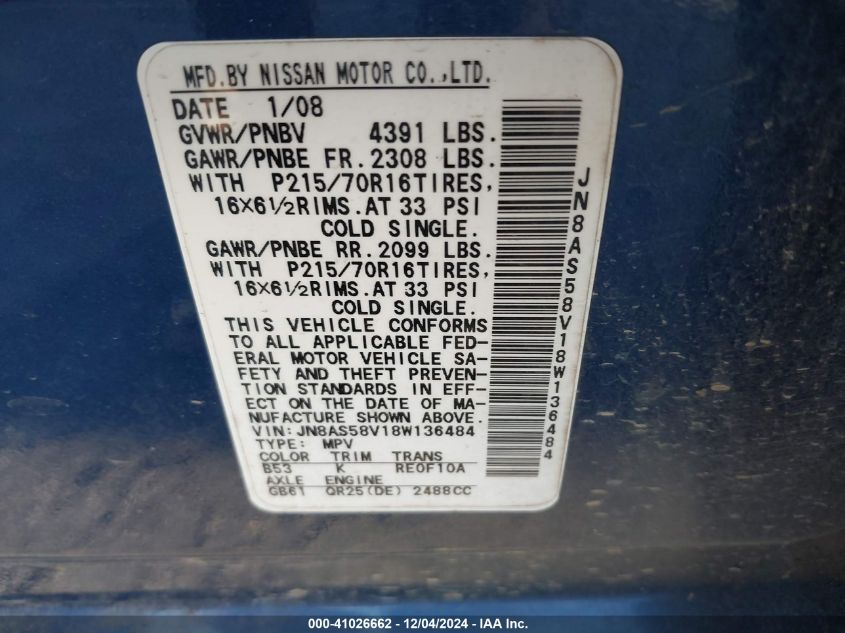 MFD.BY NISSAN MOTOR CO.,LTD.
DATE 1/08
GVWR/PNBV 4391 LBS.
GAWR/PNBE FR.2308 LBS.
WITH P215/70R16TIRES,
16X6½RIMS.AT 33 PSI
COLD SINGLE.
GAWR/PNBE RR.2099 LBS.
WITH P215/70R16TIRES,
16X6½RIMS.AT 33 PSI
COLD SINGLE.
THIS VEHICLE CONFORMS
TO ALL APPLICABLE FED-
ERAL MOTOR VEHICLE SA-
FETY AND THEFT PREVEN-
TION STANDARDS IN EFF-
ECT ON THE DATE OF MA-
NUFACTURE SHOWN ABOVE.
VIN: JN8AS58V18W136484
TYPE: MPV
COLOR TRIM TRANS
B53 K RE0F10A
AXLE ENGINE
GB61 QR25(DE) 2488CC
JN8AS58V18W136484
000-41026662 - 12/04/2024 - IAA Inc.